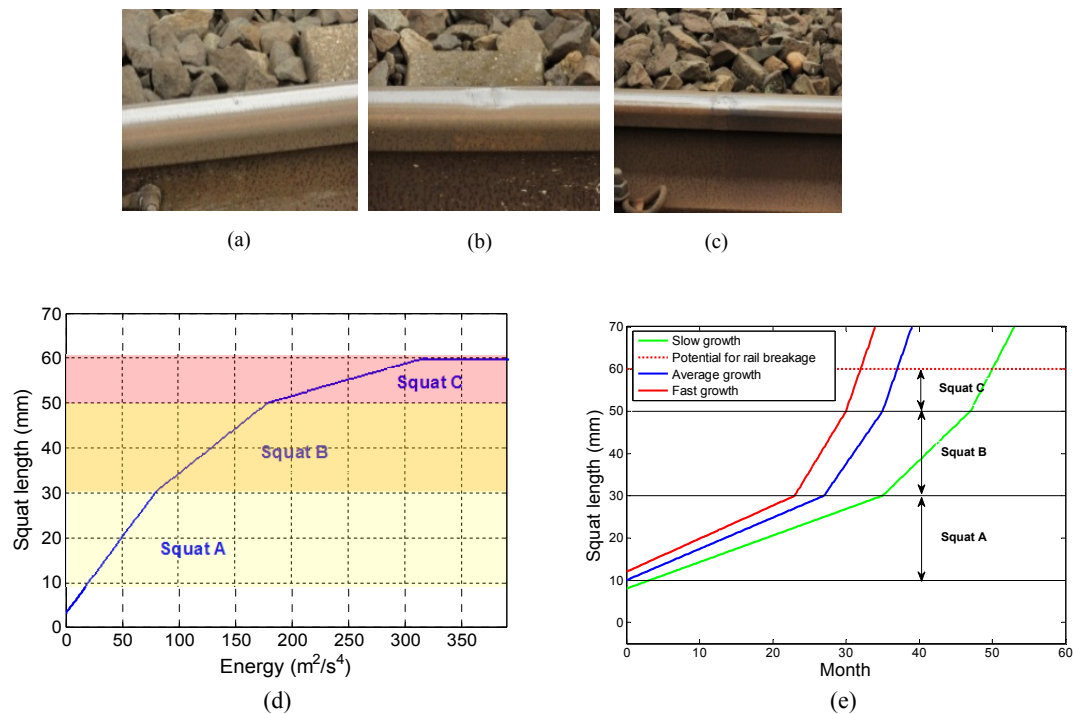 (a)
(b)
(c)
70
60
50
40
30
20
10
0
Squat length (mm)
Squat C
Squat B
Squat A
0
50
100
150
200
250
300
350
Energy (m²/s⁴)
(d)
70
60
50
40
30
20
10
0
Squat length (mm)
Slow growth
Potential for rail breakage
Average growth
Fast growth
Squat C
Squat B
Squat A
0
10
20
30
40
50
60
Month
(e)